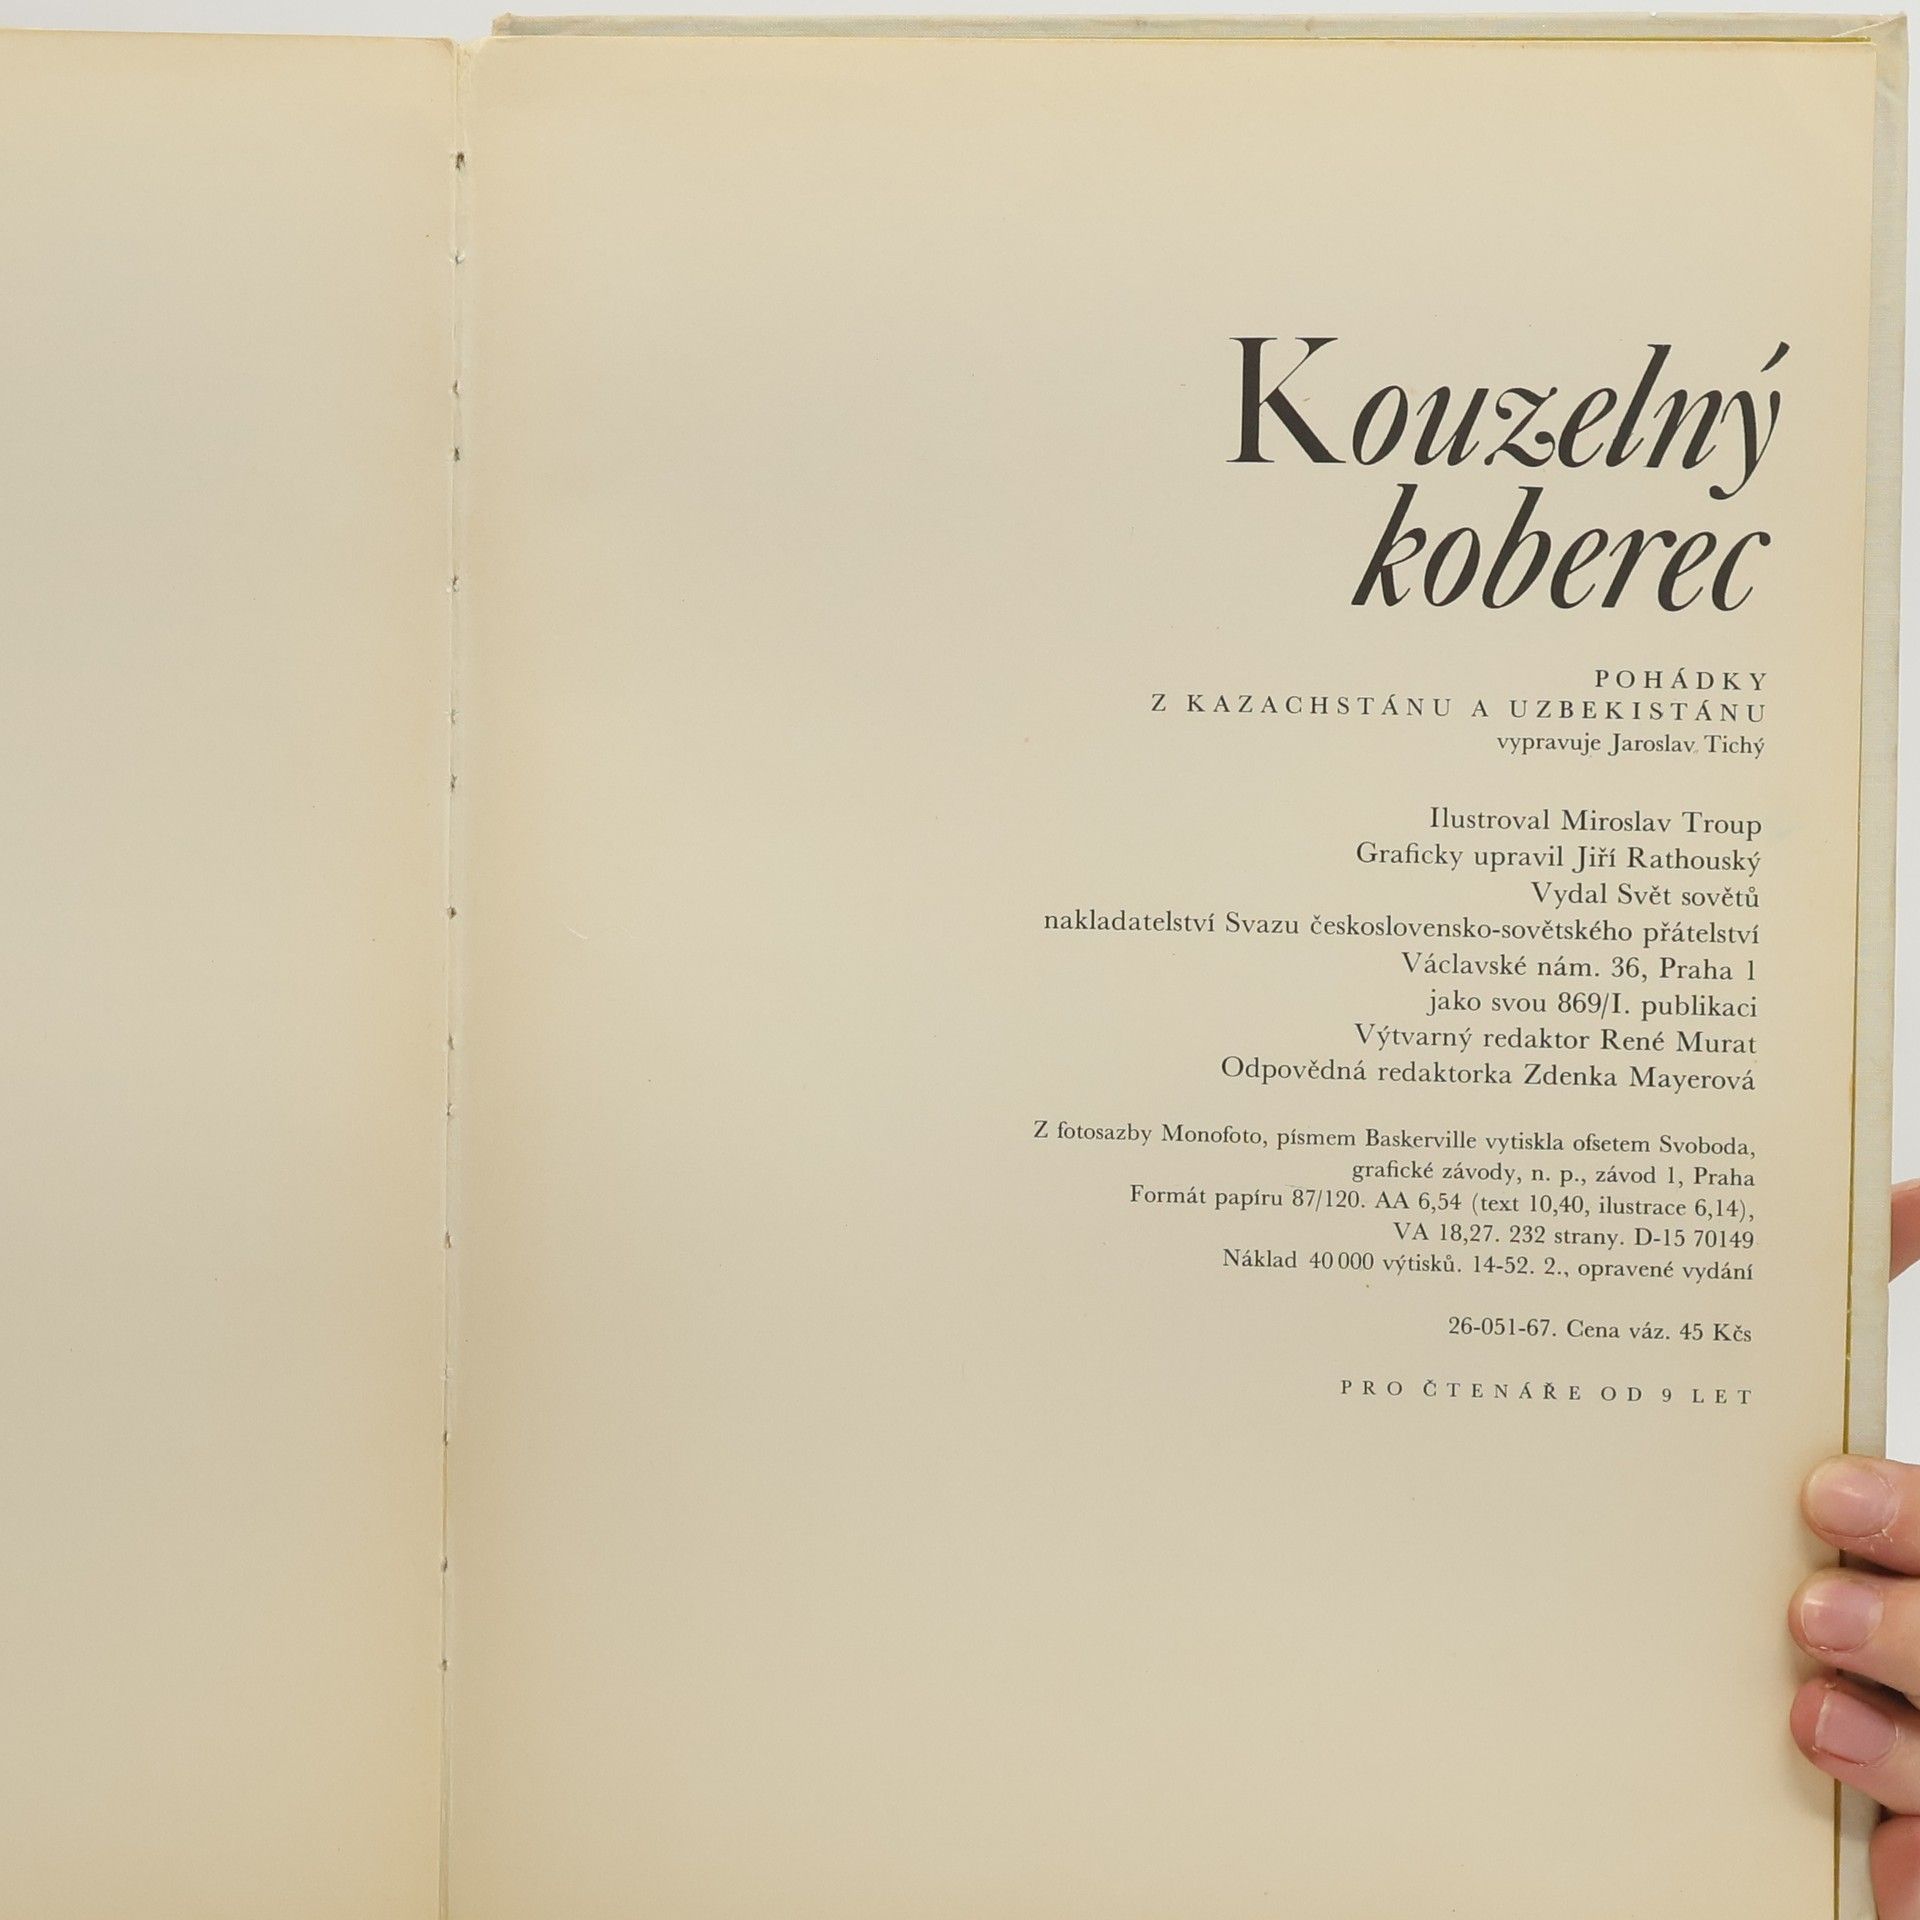 Kouzelný
koberec
POHÁDKY
Z KAZACHSTÁNU A UZBEKISTÁNU
vypravuje Jaroslav Tichý
Ilustroval Miroslav Troup
Graficky upravil Jiří Rathouský
Vydal Svět sovětů
nakladatelství Svazu československo-sovětského přátelství
Václavské nám. 36, Praha 1
jako svou 869/I. publikaci
Výtvarný redaktor René Murat
Odpovědná redaktorka Zdenka Mayerová
Z fotosazby Monofoto, písmem Baskerville vytiskla ofsetem Svoboda,
grafické závody, n. p., závod 1, Praha
Formát papíru 87/120. AA 6,54 (text 10,40, ilustrace 6,14),
VA 18,27. 232 strany. D-15 70149
Náklad 40 000 výtisků. 14-52. 2., opravené vydání
26-051-67. Cena váz. 45 Kčs
PRO ČTENÁŘE OD 9 LET